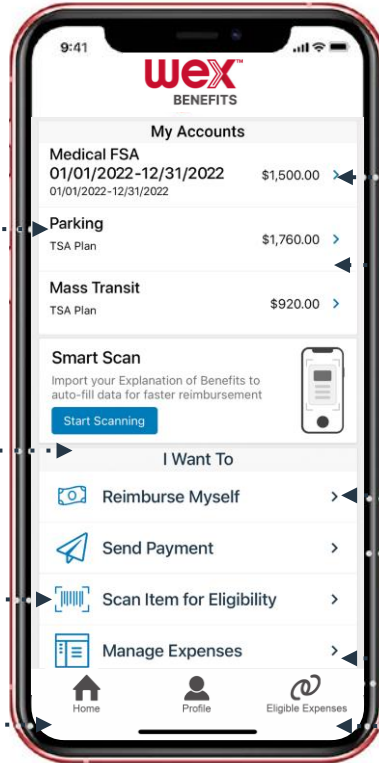 9:41
wex™
BENEFITS
My Accounts
Medical FSA
01/01/2022-12/31/2022
$1,500.00
01/01/2022-12/31/2022
Parking
$1,760.00
TSA Plan
Mass Transit
$920.00
TSA Plan
Smart Scan
Import your Explanation of Benefits to
auto-fill data for faster reimbursement
Start Scanning
I Want To
Reimburse Myself
Send Payment
Scan Item for Eligibility
Manage Expenses
Home Profile Eligible Expenses